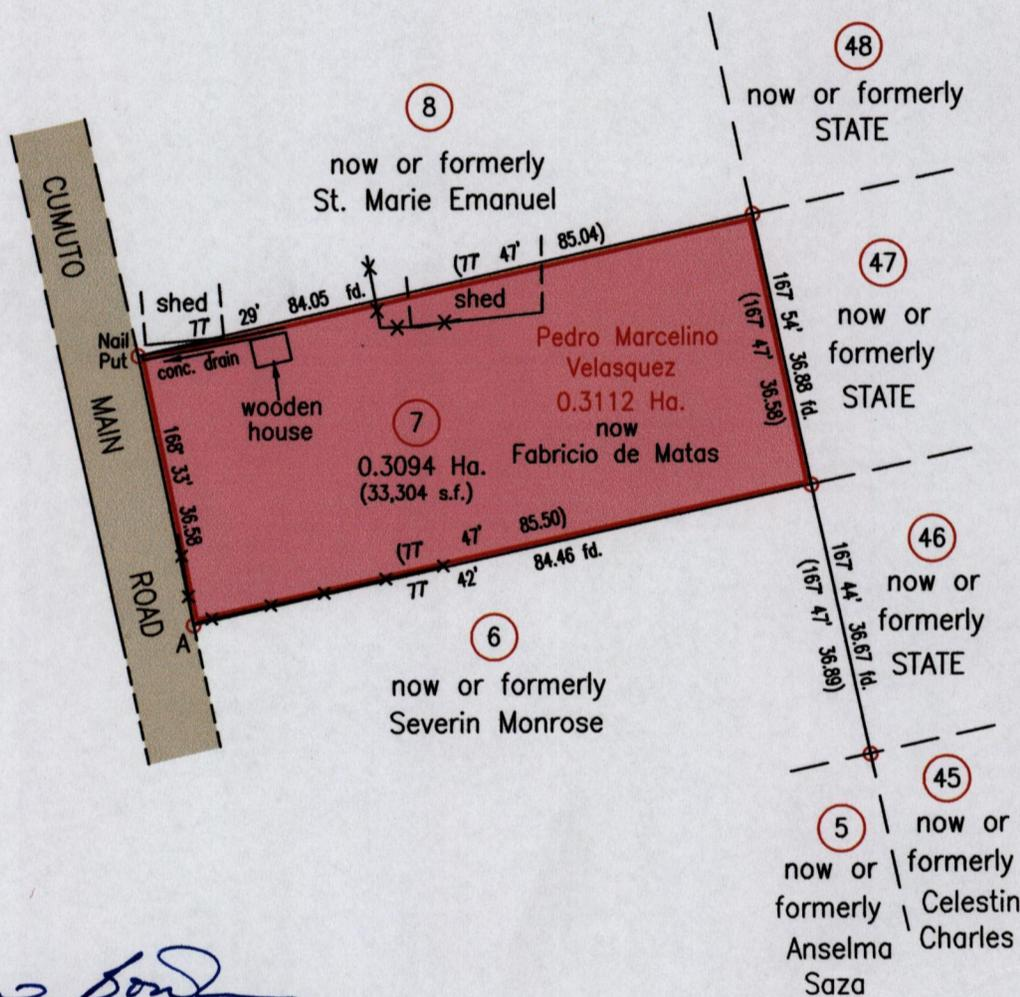 48
now or formerly
STATE
8
now or formerly
St. Marie Emanuel
CUMUTO
MAIN
ROAD
47
now or
formerly
STATE
(77 47' 85.04)
shed
77 29' 84.05 fd.
shed
Nail
Put
conc. drain
wooden
house
Pedro Marcelino
Velasquez
0.3112 Ha.
now
Fabricio de Matas
7
0.3094 Ha.
(33,304 s.f.)
167 54' 36.88 fd.
(167 47' 36.58)
168 33' 36.58
(77 47' 85.50)
77 42' 84.46 fd.
A
46
now or
formerly
STATE
167 44' 36.67 fd.
(167 47' 36.89)
6
now or formerly
Severin Monrose
45
now or
formerly
Celestin
Charles
5
now or
formerly
Anselma
Saza